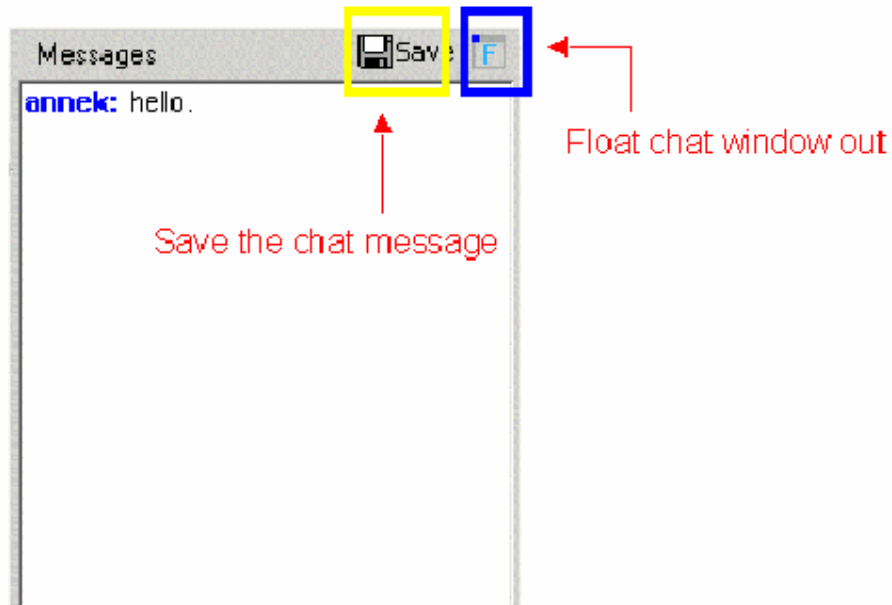 Messages Save F
annek: hello.
Float chat window out
Save the chat message